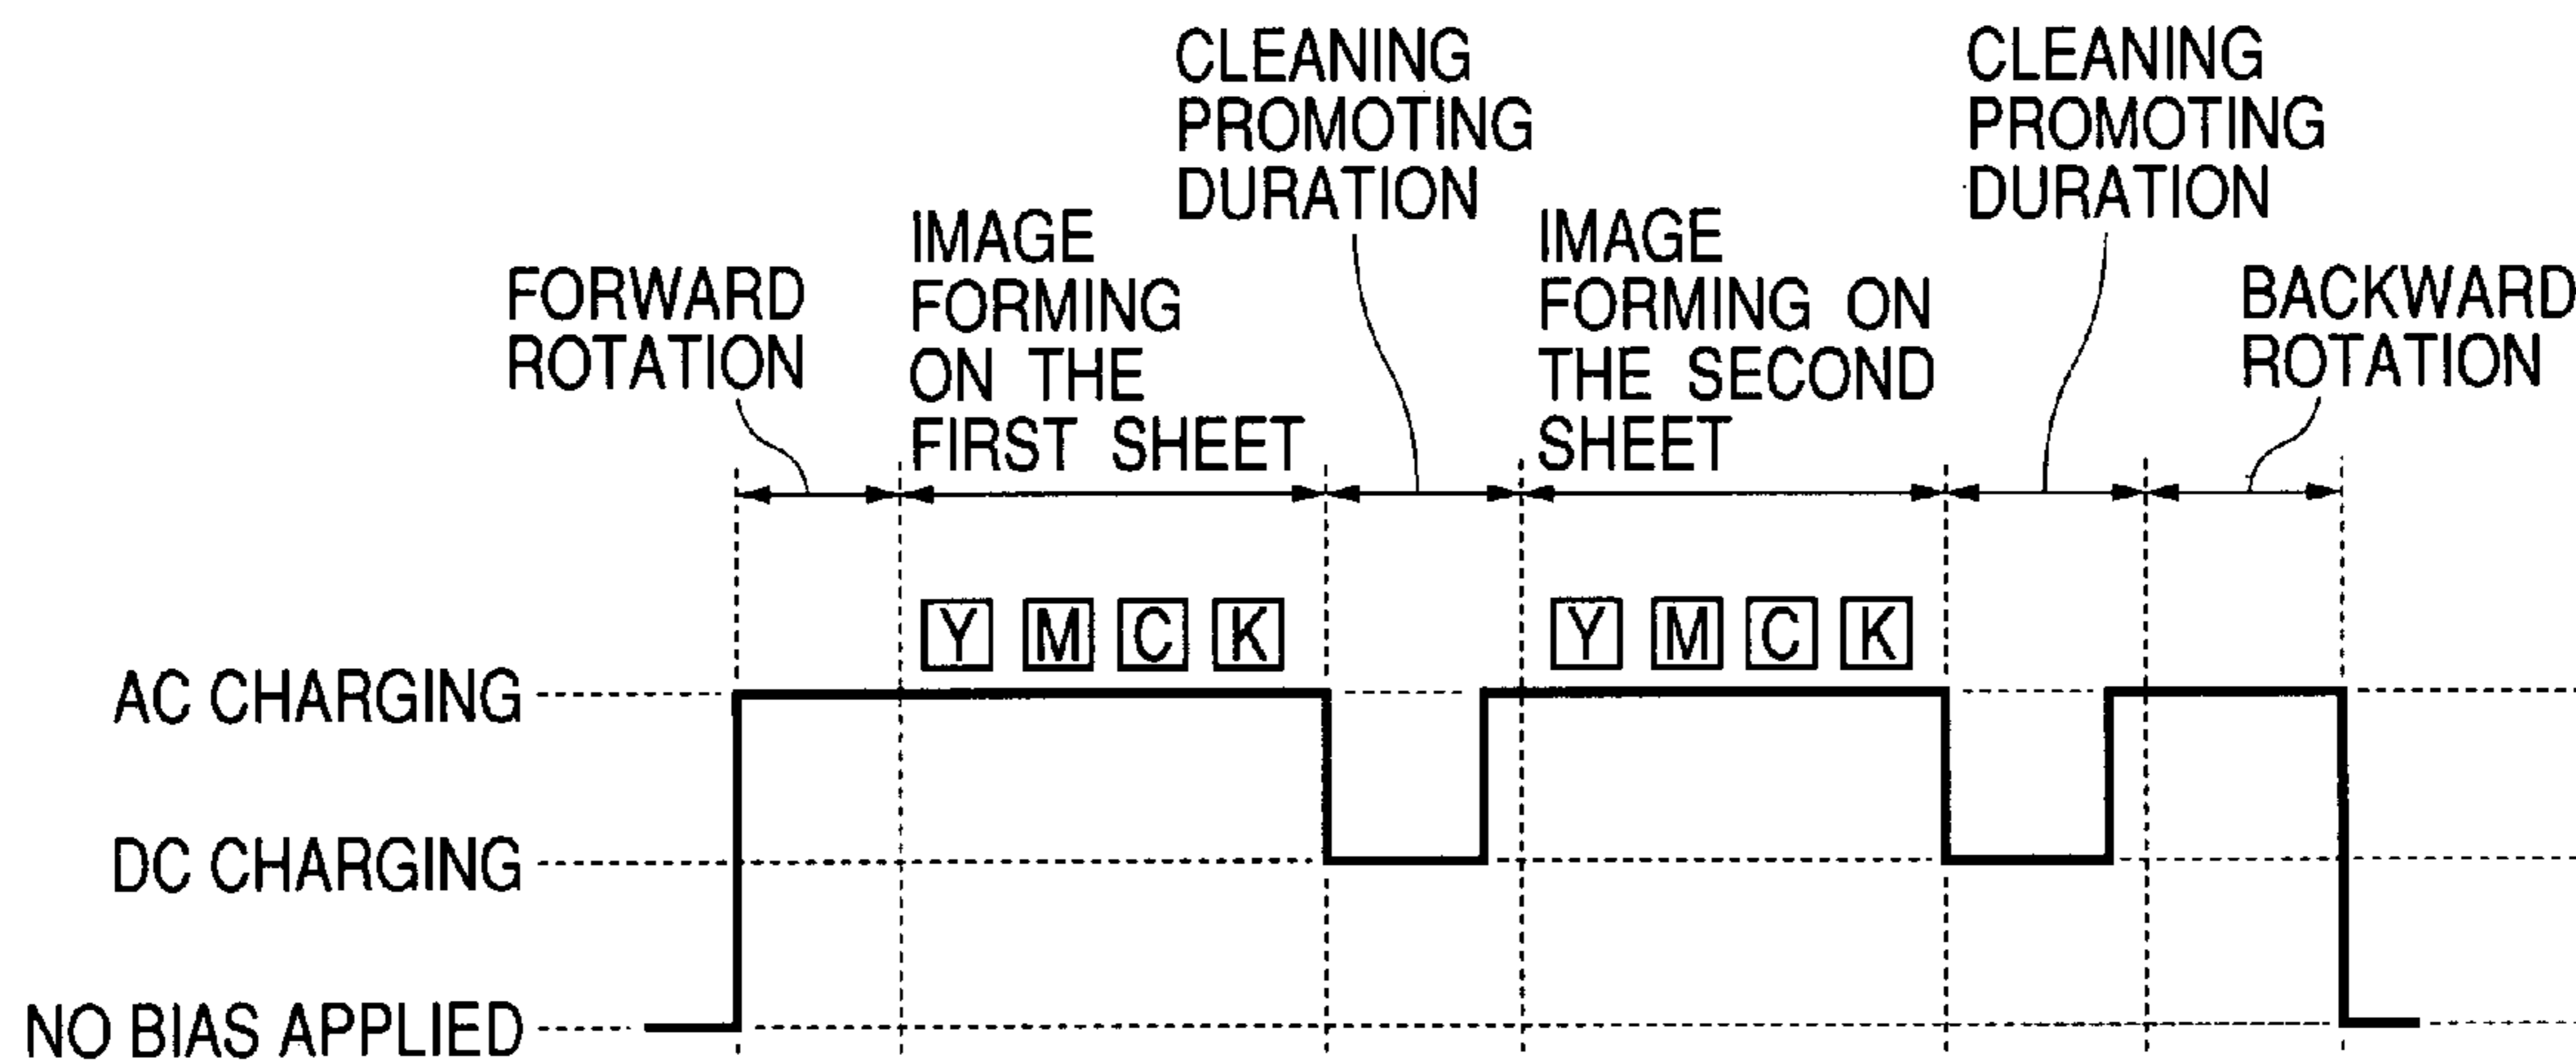 CLEANING
PROMOTING
DURATION
CLEANING
PROMOTING
DURATION
IMAGE
FORMING
ON THE
FIRST SHEET
IMAGE
FORMING ON
THE SECOND
SHEET
FORWARD
ROTATION
BACKWARD
ROTATION
Y M C K
Y M C K
AC CHARGING
DC CHARGING
NO BIAS APPLIED